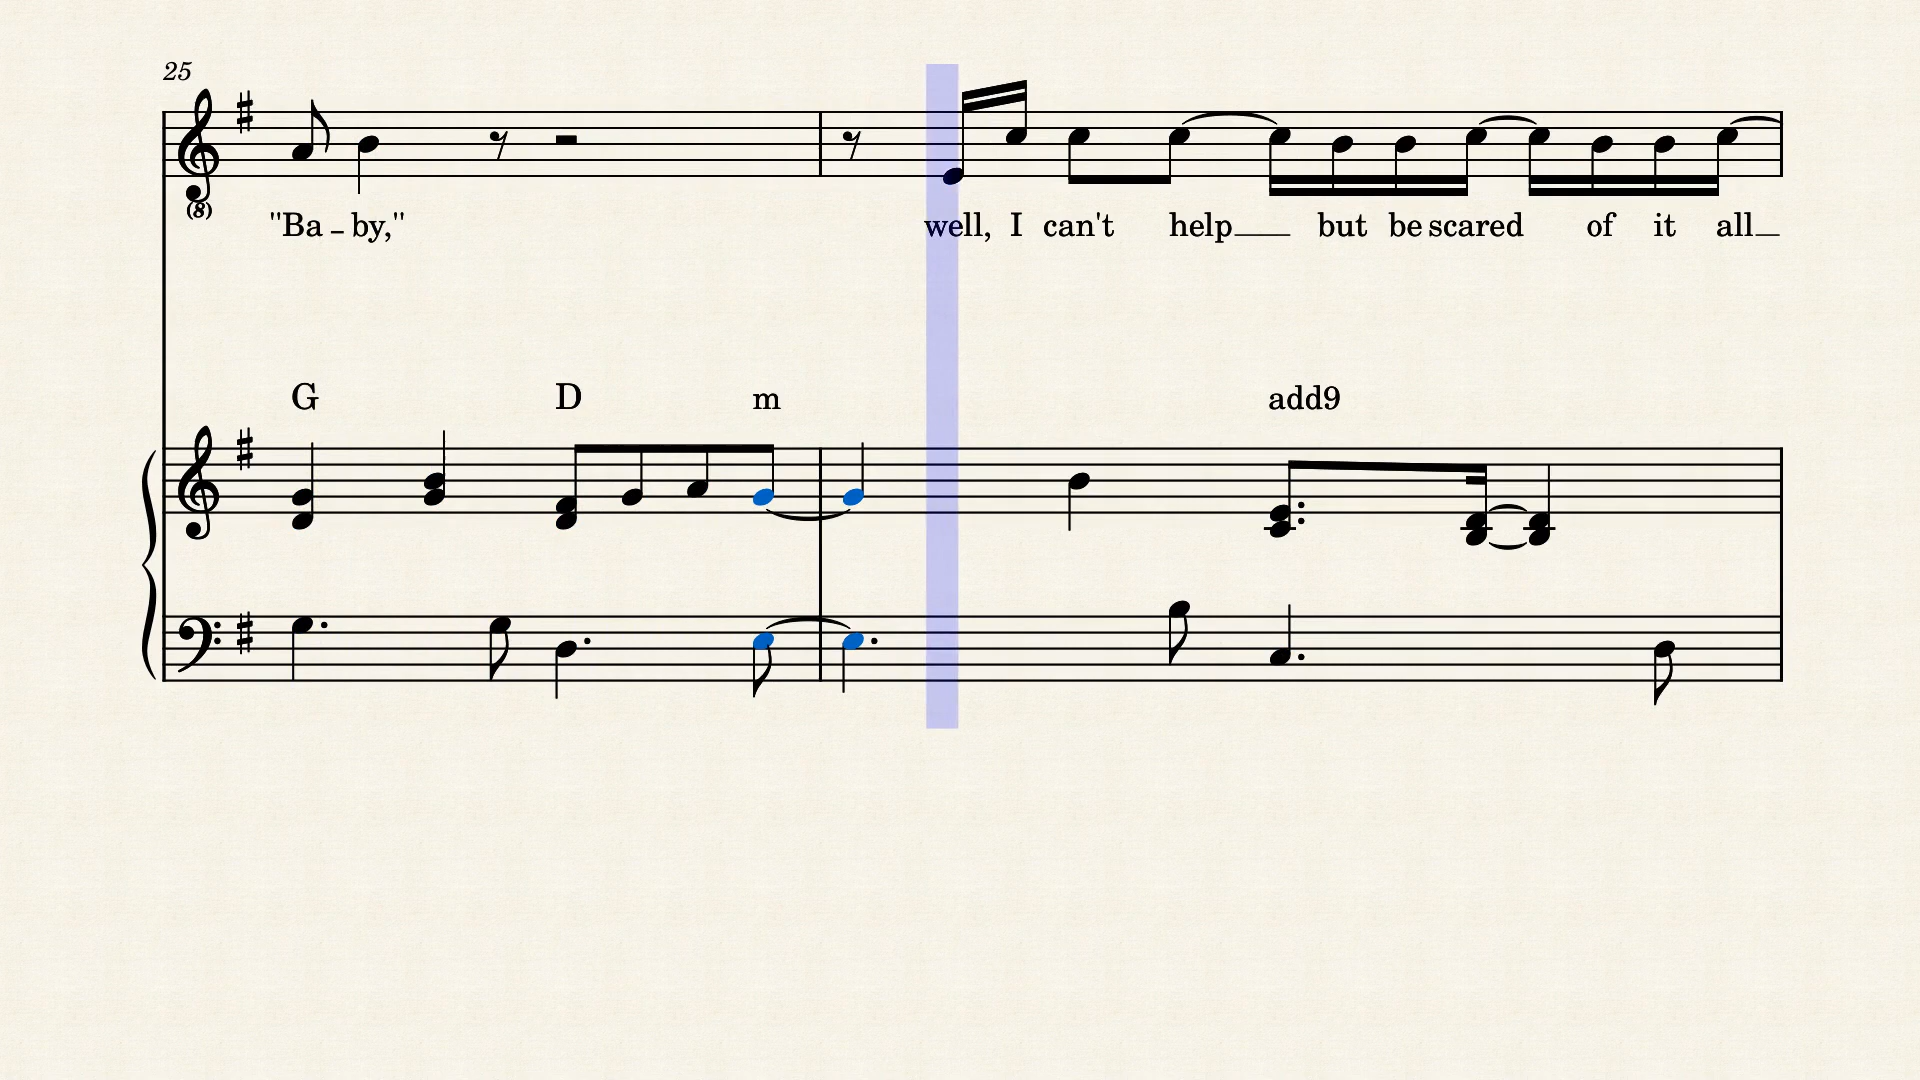 25
(8)
"Ba – by," well, I can't help but be scared of it all
G D m add9